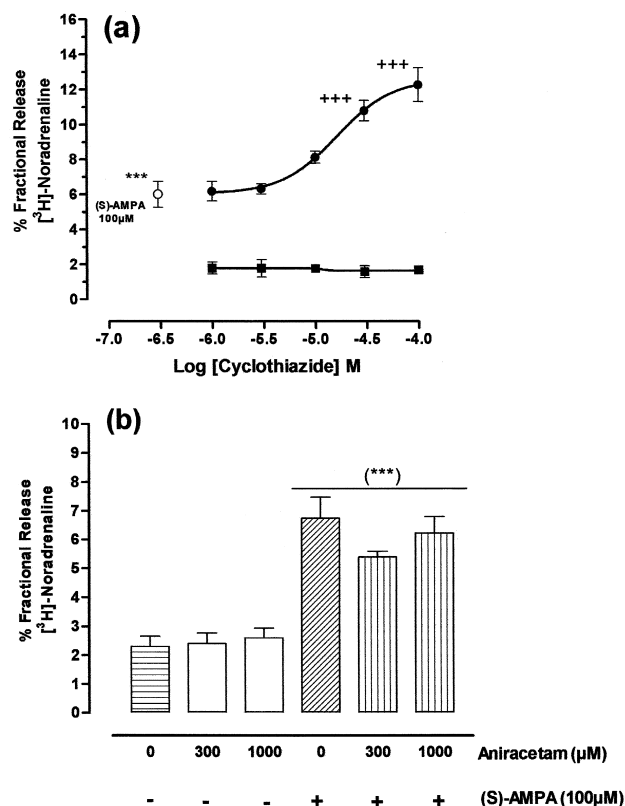 (a)
16
14
12
10
8
6
4
2
0
% Fractional Release
[³H]-Noradrenaline
+++
+++
***
(S)-AMPA
100µM
-7.0 -6.5 -6.0 -5.5 -5.0 -4.5 -4.0
Log [Cyclothiazide] M
(b)
10
9
8
7
6
5
4
3
2
1
0
% Fractional Release
[³H]-Noradrenaline
(***)
0 300 1000 0 300 1000 Aniracetam (µM)
- - - + + + (S)-AMPA (100µM)